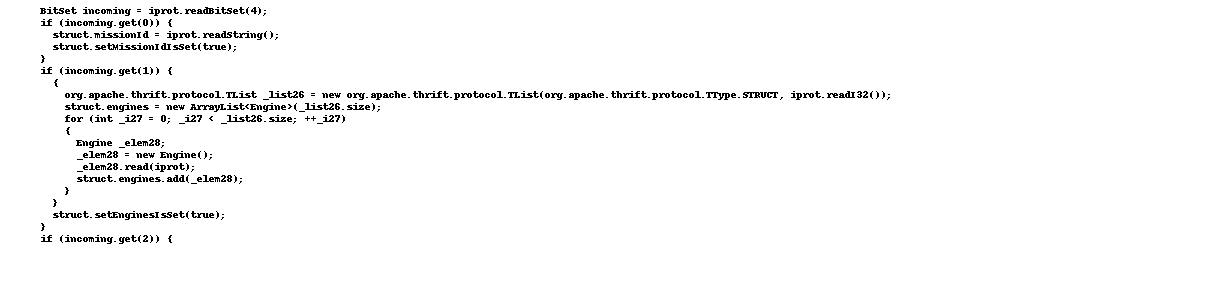 BitSet incoming = iprot.readBitSet(4);
if (incoming.get(0)) {
struct.missionId = iprot.readString();
struct.setMissionIdIsSet(true);
}
if (incoming.get(1)) {
{
org.apache.thrift.protocol.TList _list26 = new org.apache.thrift.protocol.TList(org.apache.thrift.protocol.TType.STRUCT, iprot.readI32());
struct.engines = new ArrayList<Engine>(_list26.size);
for (int _i27 = 0; _i27 < _list26.size; ++_i27)
{
Engine _elem28;
_elem28 = new Engine();
_elem28.read(iprot);
struct.engines.add(_elem28);
}
}
struct.setEnginesIsSet(true);
}
if (incoming.get(2)) {